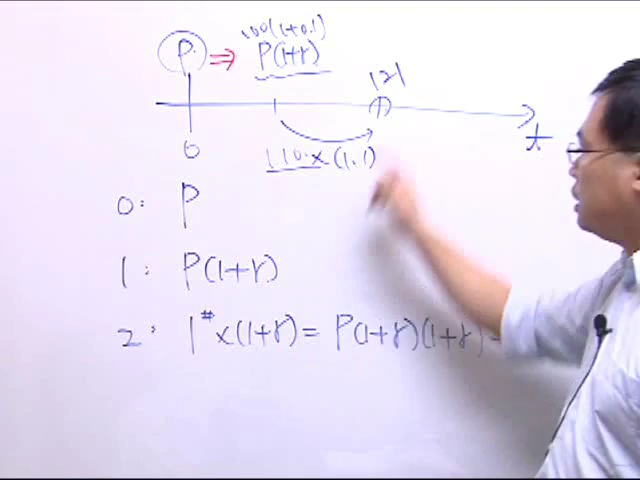 100(1+0.1)
P ⇒ P(1+r)
121
t
0
110×(1.1)
0: P
1: P(1+r)
2: 1# x(1+r) = P(1+r)(1+r)